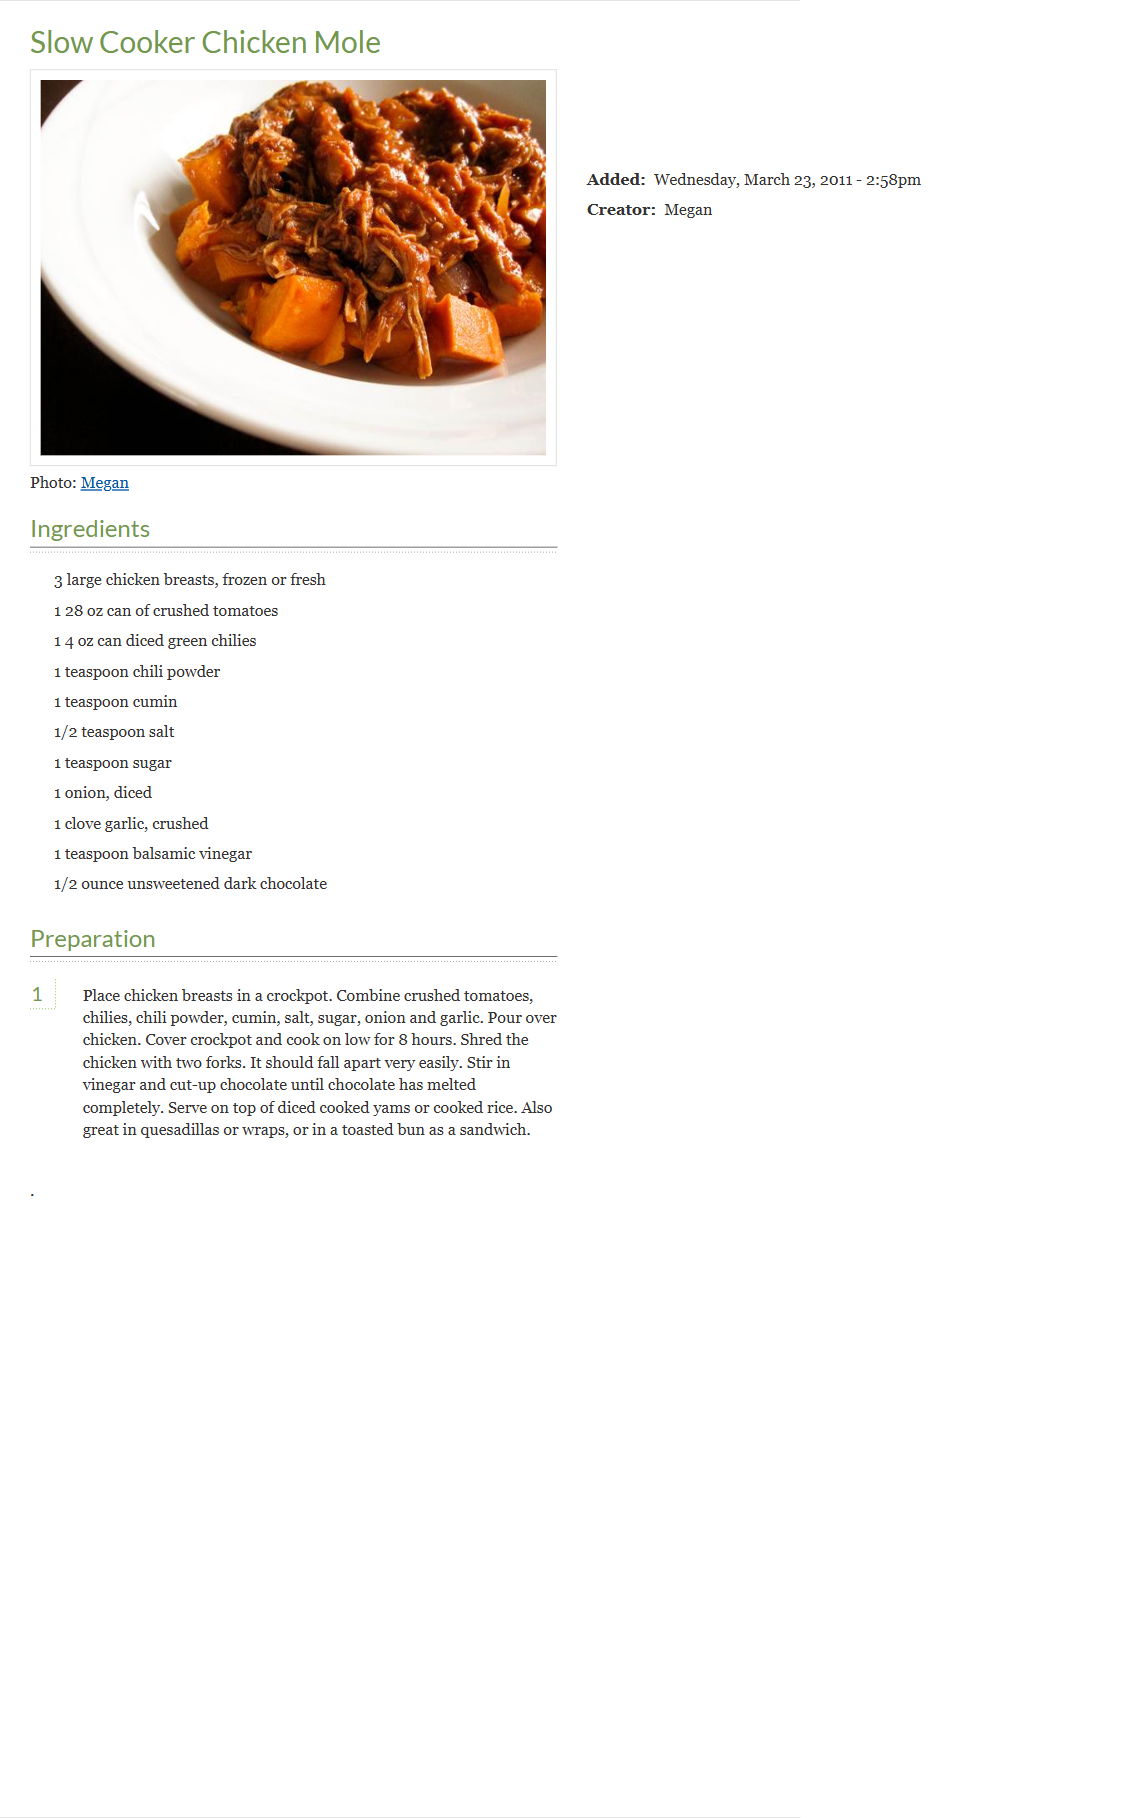 Slow Cooker Chicken Mole
Added: Wednesday, March 23, 2011 - 2:58pm
Creator: Megan
Photo: Megan
Ingredients
3 large chicken breasts, frozen or fresh
1 28 oz can of crushed tomatoes
1 4 oz can diced green chilies
1 teaspoon chili powder
1 teaspoon cumin
1/2 teaspoon salt
1 teaspoon sugar
1 onion, diced
1 clove garlic, crushed
1 teaspoon balsamic vinegar
1/2 ounce unsweetened dark chocolate
Preparation
1 Place chicken breasts in a crockpot. Combine crushed tomatoes,
chilies, chili powder, cumin, salt, sugar, onion and garlic. Pour over
chicken. Cover crockpot and cook on low for 8 hours. Shred the
chicken with two forks. It should fall apart very easily. Stir in
vinegar and cut-up chocolate until chocolate has melted
completely. Serve on top of diced cooked yams or cooked rice. Also
great in quesadillas or wraps, or in a toasted bun as a sandwich.
.